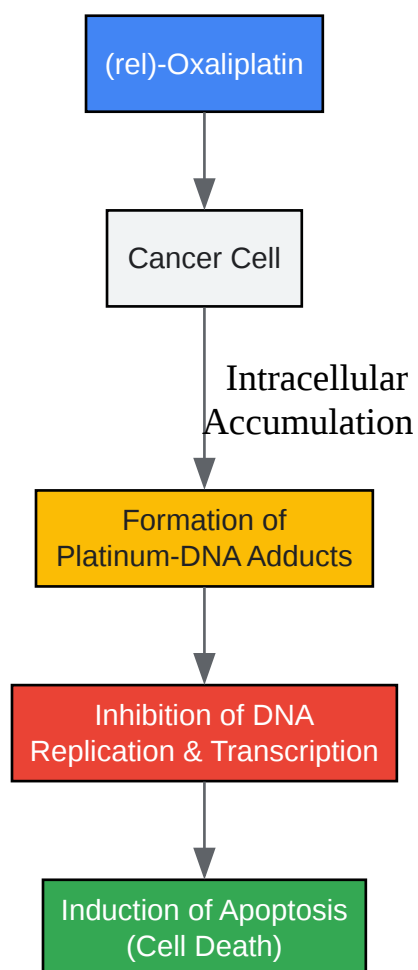 (rel)-Oxaliplatin
Cancer Cell
Intracellular
Accumulation
Formation of
Platinum-DNA Adducts
Inhibition of DNA
Replication & Transcription
Induction of Apoptosis
(Cell Death)